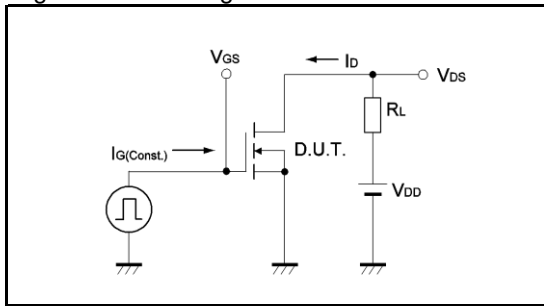 VGS
ID
VDS
RL
IG(Const.)
D.U.T.
VDD